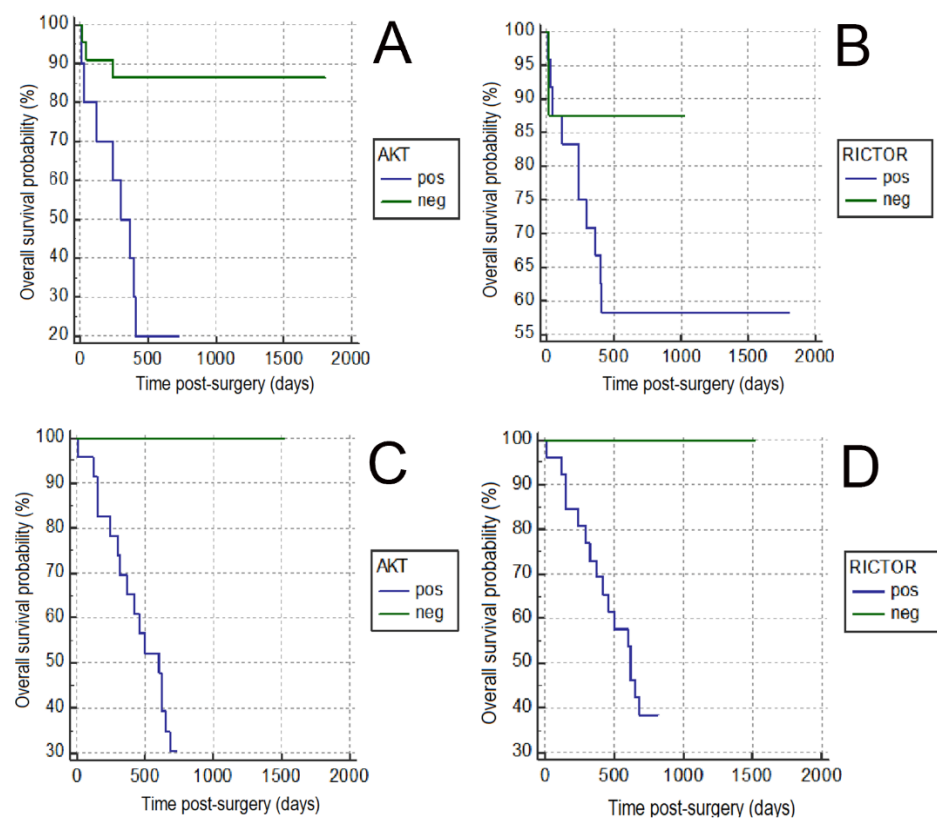 A
Overall survival probability (%)
100
90
80
70
60
50
40
30
20
0 500 1000 1500 2000
Time post-surgery (days)
AKT
pos
neg
B
Overall survival probability (%)
100
95
90
85
80
75
70
65
60
55
0 500 1000 1500 2000
Time post-surgery (days)
RICTOR
pos
neg
C
Overall survival probability (%)
100
90
80
70
60
50
40
30
0 500 1000 1500 2000
Time post-surgery (days)
AKT
pos
neg
D
Overall survival probability (%)
100
90
80
70
60
50
40
30
0 500 1000 1500 2000
Time post-surgery (days)
RICTOR
pos
neg